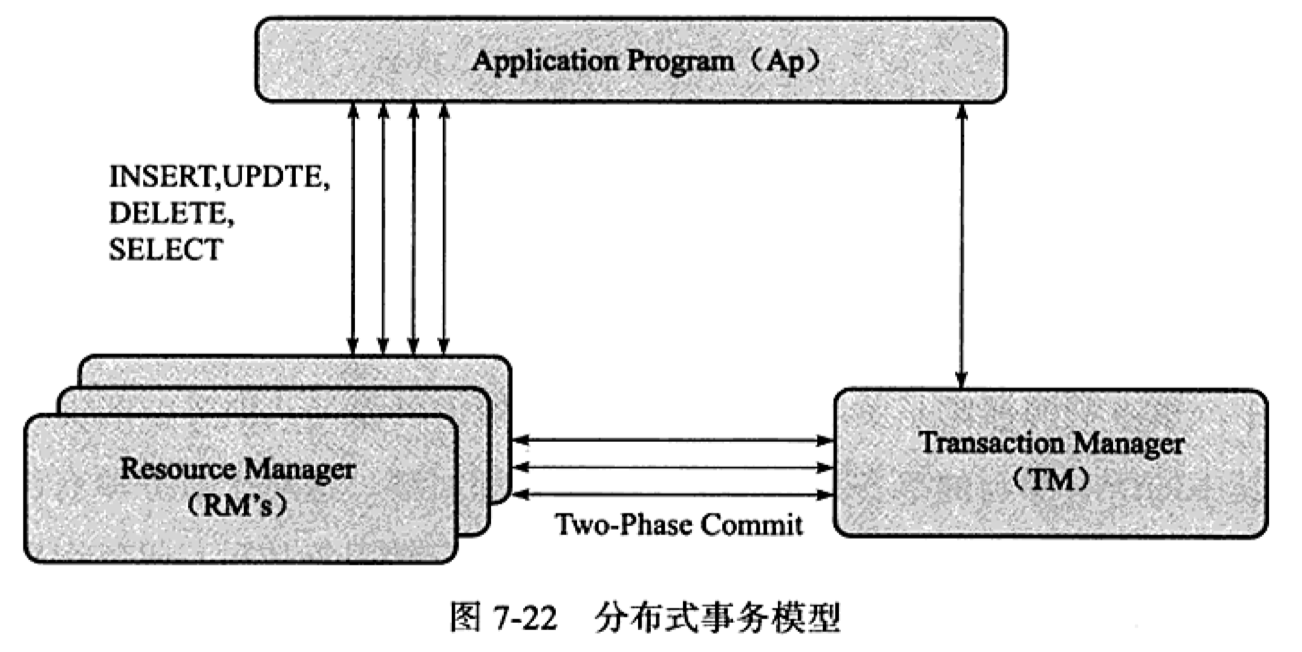 Application Program（Ap）
INSERT,UPDTE,
DELETE,
SELECT
Resource Manager
（RM's）
Transaction Manager
（TM）
Two-Phase Commit
图 7-22 分布式事务模型